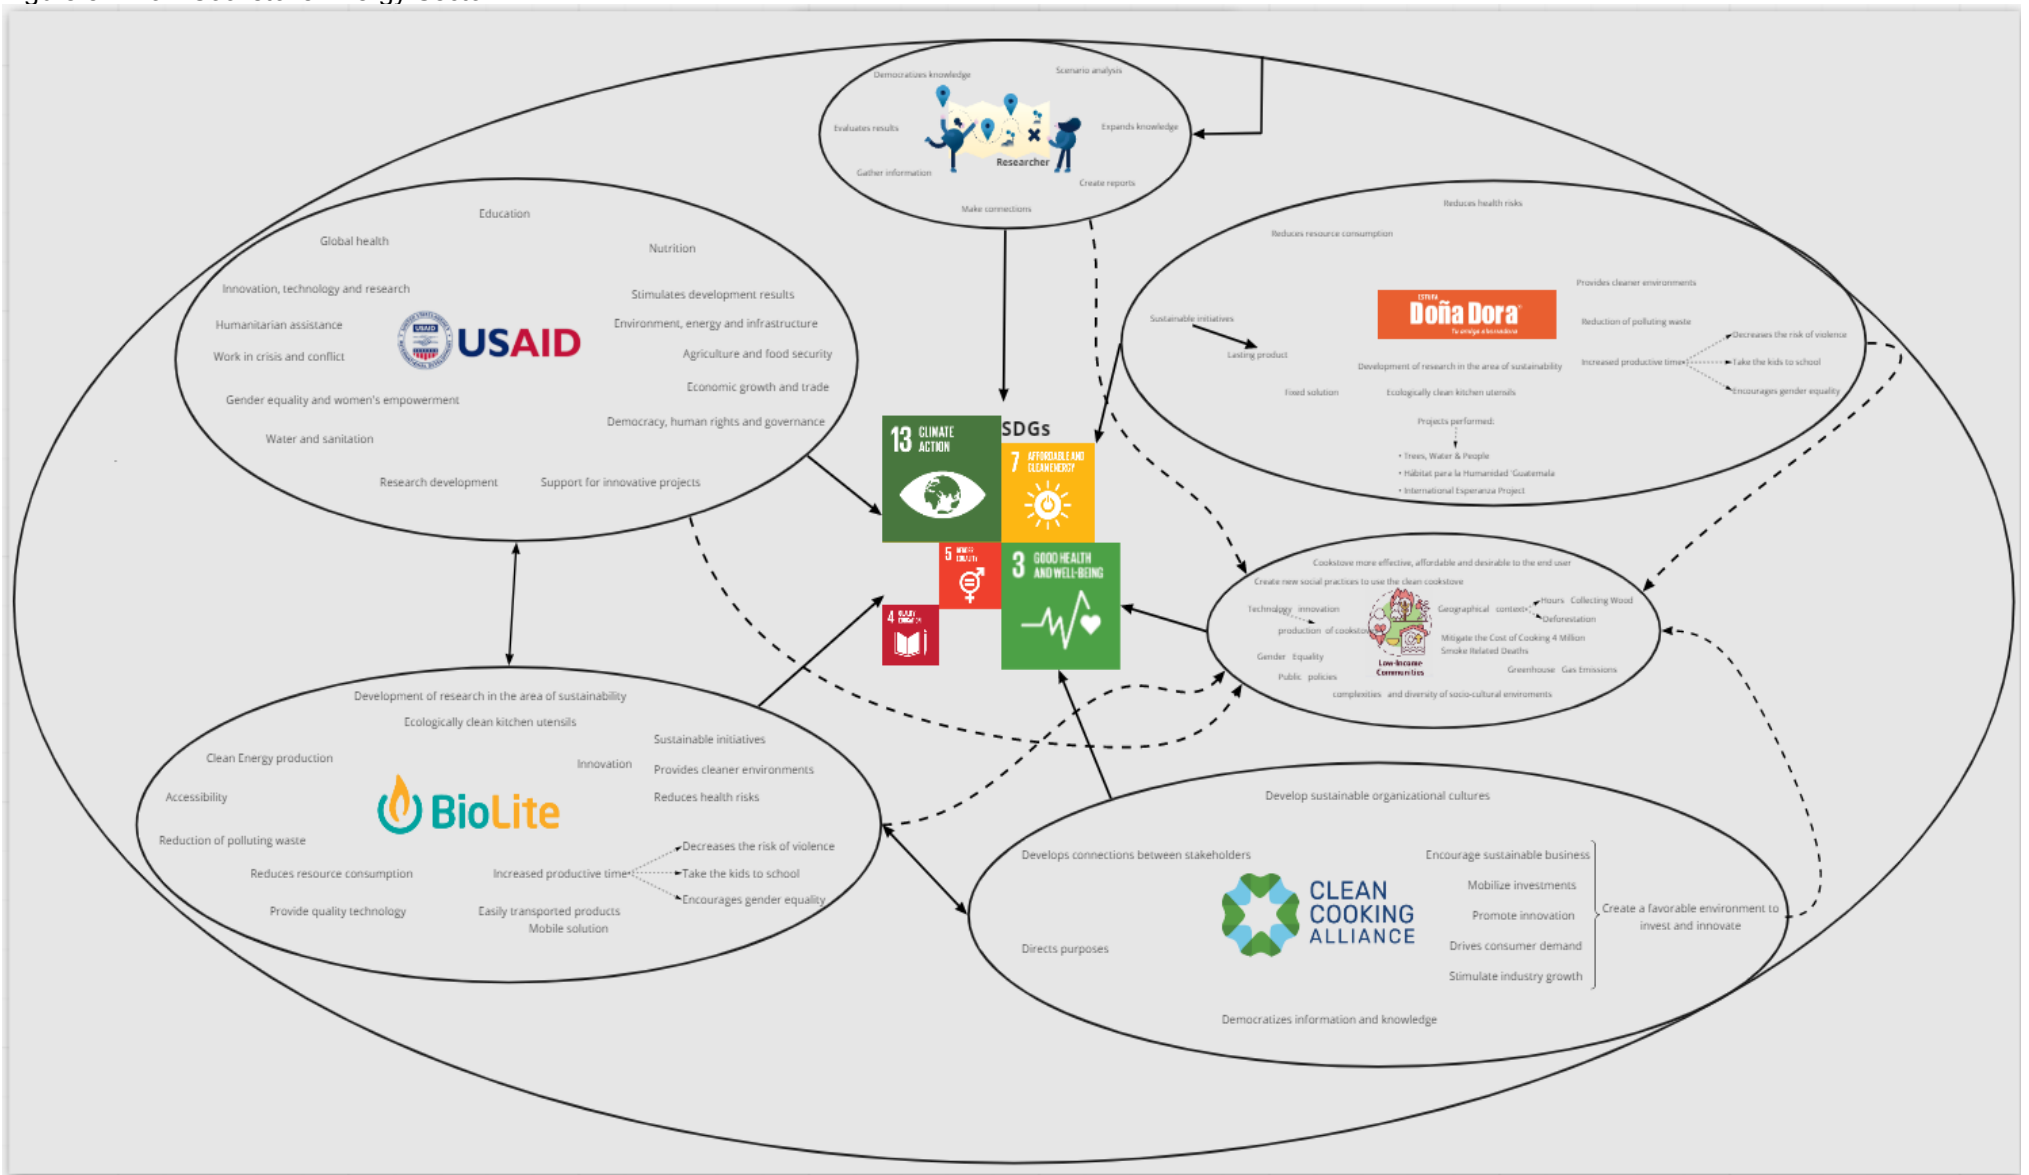 Democratizes knowledge
Scenario analysis
Evaluates results
Expands knowledge
Researcher
Gather information
Create reports
Make connections
Education
Global health
Nutrition
Innovation, technology and research
Stimulates development results
Humanitarian assistance
Environment, energy and infrastructure
USAID
USAID
Work in crisis and conflict
Agriculture and food security
Economic growth and trade
Gender equality and women's empowerment
Democracy, human rights and governance
Water and sanitation
Research development
Support for innovative projects
Reduces health risks
Reduces resource consumption
Provides cleaner environments
ESTUFA
Doña Dora
Sustainable initiatives
Reduction of polluting waste
Decreases the risk of violence
Lasting product
Increased productive time
Take the kids to school
Development of research in the area of sustainability
Fixed solution
Ecologically clean kitchen utensils
Encourages gender equality
Projects performed:
• Trees, Water & People
• Hábitat para la Humanidad 'Guatemala
• International Esperanza Project
SDGs
13 CLIMATE
ACTION
7 AFFORDABLE AND
CLEAN ENERGY
5 GENDER
EQUALITY
3 GOOD HEALTH
AND WELL-BEING
4 QUALITY
EDUCATION
Cookstove more effective, affordable and desirable to the end user
Create new social practices to use the clean cookstove
Technology innovation
Geographical context
Hours Collecting Wood
Deforestation
production of cookstov
Mitigate the Cost of Cooking 4 Million
Smoke Related Deaths
Gender Equality
Low-Income
Communities
Greenhouse Gas Emissions
Public policies
complexities and diversity of socio-cultural enviroments
Development of research in the area of sustainability
Ecologically clean kitchen utensils
Sustainable initiatives
Clean Energy production
Innovation
Provides cleaner environments
Accessibility
Reduces health risks
BioLite
Reduction of polluting waste
Decreases the risk of violence
Reduces resource consumption
Increased productive time
Take the kids to school
Encourages gender equality
Provide quality technology
Easily transported products
Mobile solution
Develop sustainable organizational cultures
Develops connections between stakeholders
Encourage sustainable business
CLEAN
COOKING
ALLIANCE
Mobilize investments
Promote innovation
Create a favorable environment to
invest and innovate
Directs purposes
Drives consumer demand
Stimulate industry growth
Democratizes information and knowledge